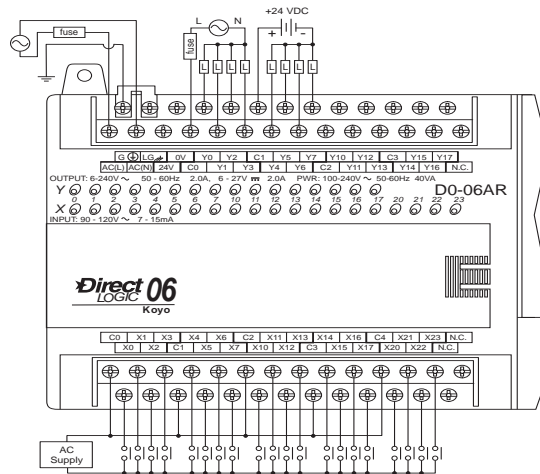 +24 VDC
L N
+ -
fuse
fuse
L L L L L L L L
G LG 0V Y0 Y2 C1 Y5 Y7 Y10 Y12 C3 Y15 Y17
AC(L) AC(N) 24V C0 Y1 Y3 Y4 Y6 C2 Y11 Y13 Y14 Y16 N.C.
OUTPUT: 6-240V ~ 50 - 60Hz 2.0A, 6 - 27V ⎓ 2.0A PWR: 100-240V ~ 50-60Hz 40VA
Y D0-06AR
0 1 2 3 4 5 6 7 10 11 12 13 14 15 16 17 20 21 22 23
X
INPUT: 90 - 120V ~ 7 - 15mA
Direct 06
LOGIC
Koyo
C0 X1 X3 X4 X6 C2 X11 X13 X14 X16 C4 X21 X23 N.C.
X0 X2 C1 X5 X7 X10 X12 C3 X15 X17 X20 X22 N.C.
AC
Supply